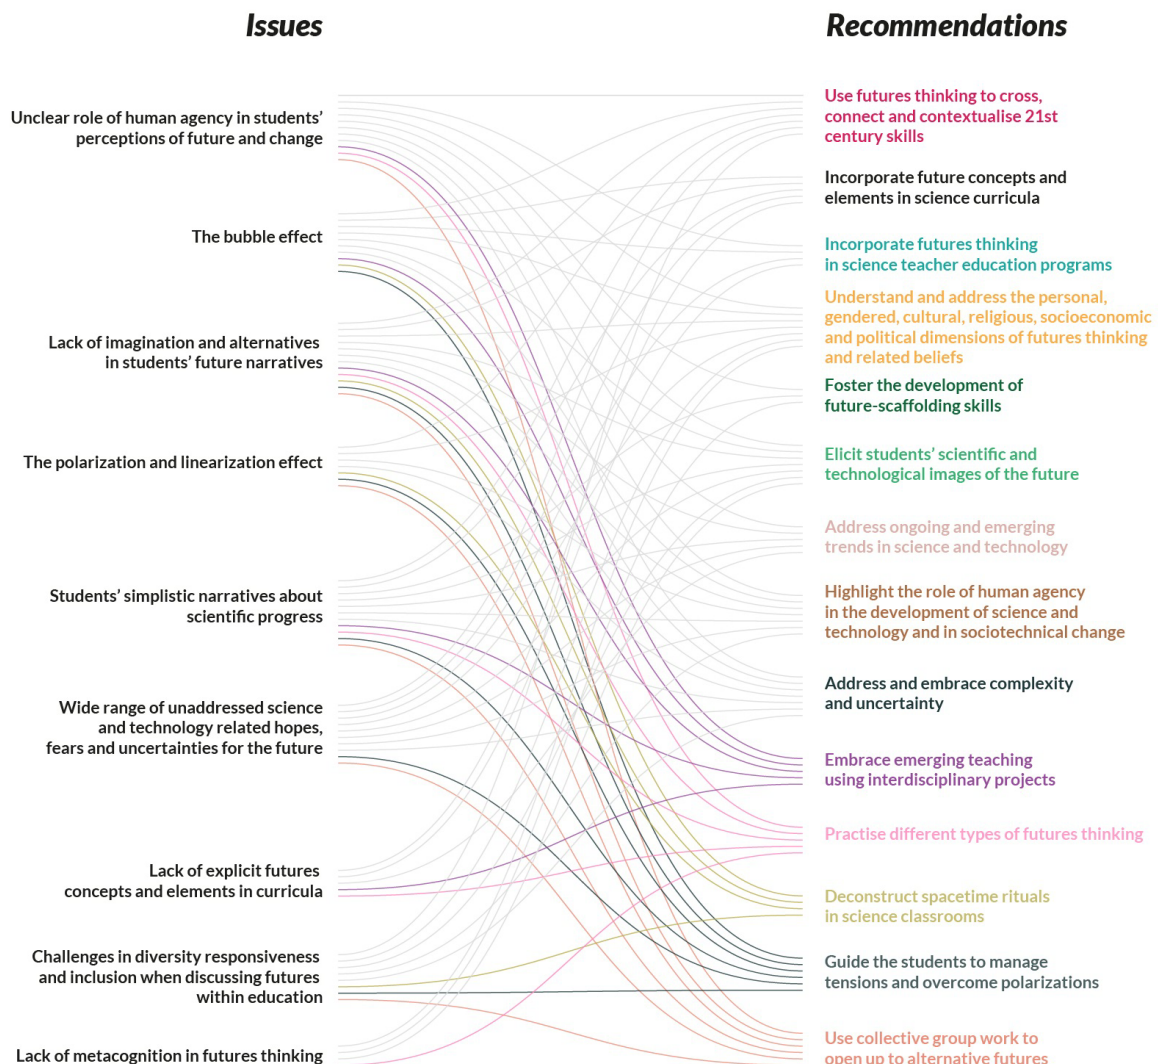 Issues
Unclear role of human agency in students’
perceptions of future and change
The bubble effect
Lack of imagination and alternatives
in students’ future narratives
The polarization and linearization effect
Students’ simplistic narratives about
scientific progress
Wide range of unaddressed science
and technology related hopes,
fears and uncertainties for the future
Lack of explicit futures
concepts and elements in curricula
Challenges in diversity responsiveness
and inclusion when discussing futures
within education
Lack of metacognition in futures thinking
Recommendations
Use futures thinking to cross,
connect and contextualise 21st
century skills
Incorporate future concepts and
elements in science curricula
Incorporate futures thinking
in science teacher education programs
Understand and address the personal,
gendered, cultural, religious, socioeconomic
and political dimensions of futures thinking
and related beliefs
Foster the development of
future-scaffolding skills
Elicit students’ scientific and
technological images of the future
Address ongoing and emerging
trends in science and technology
Highlight the role of human agency
in the development of science and
technology and in sociotechnical change
Address and embrace complexity
and uncertainty
Embrace emerging teaching
using interdisciplinary projects
Practise different types of futures thinking
Deconstruct spacetime rituals
in science classrooms
Guide the students to manage
tensions and overcome polarizations
Use collective group work to
open up to alternative futures